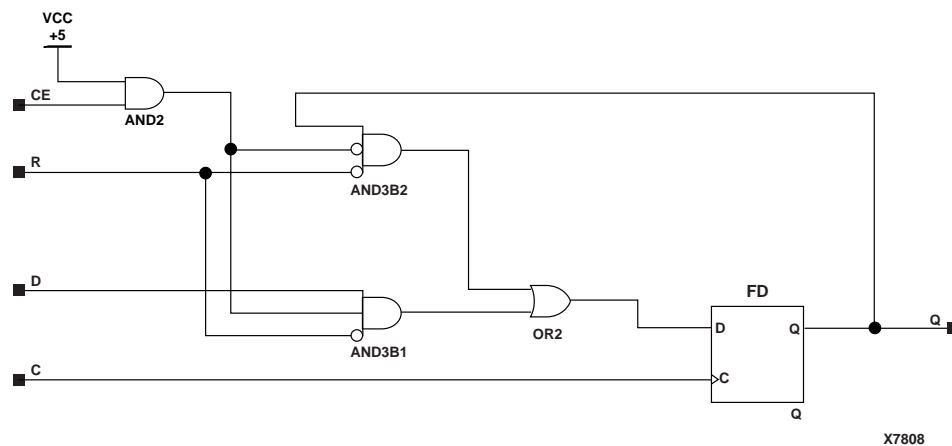 VCC
+5
CE
AND2
R
AND3B2
D
AND3B1
OR2
FD
D
Q
Q
C
C
Q
X7808